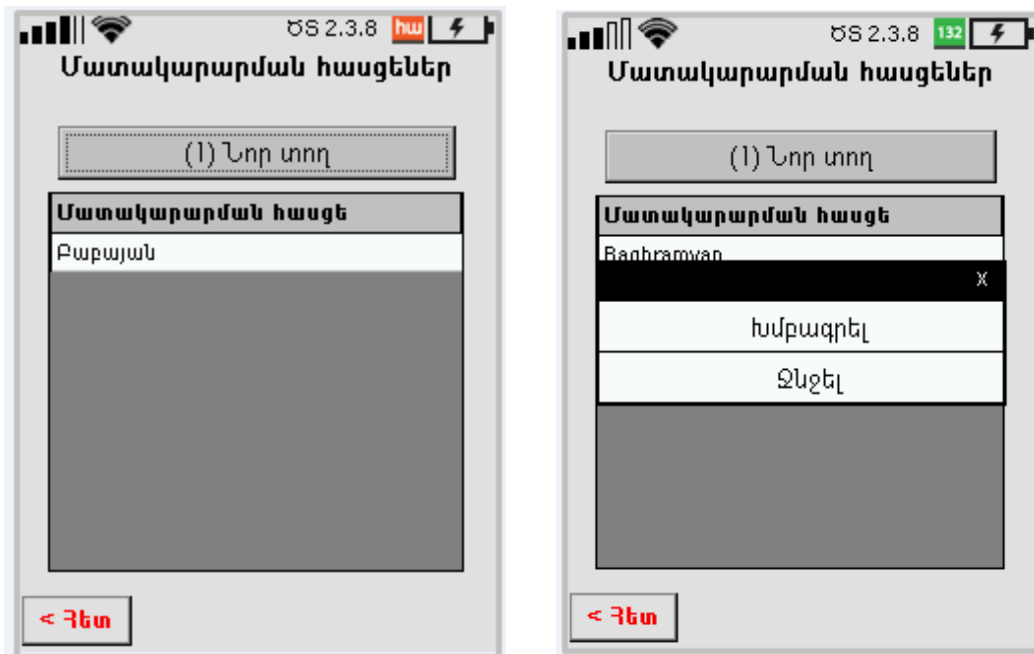 ԾՏ 2.3.8 հա
Մատակարարման հասցեներ
(1) Նոր տող
Մատակարարման հասցե
Բաբայան
< Հետ
ԾՏ 2.3.8 132
Մատակարարման հասցեներ
(1) Նոր տող
Մատակարարման հասցե
Baghramyan
X
Խմբագրել
Ջնջել
< Հետ